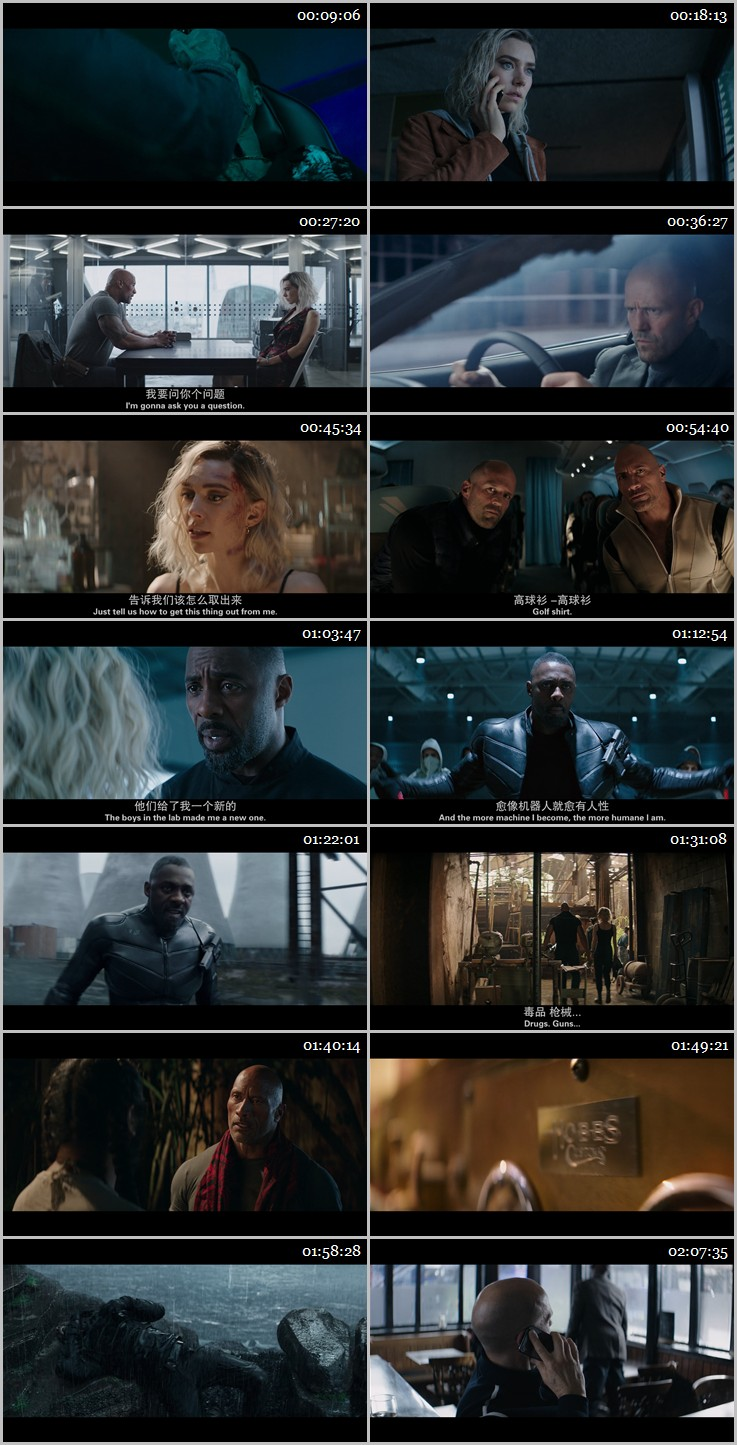 00:09:06
00:18:13
00:27:20
我要问你个问题
I'm gonna ask you a question.
00:36:27
00:45:34
告诉我们该怎么取出来
Just tell us how to get this thing out from me.
00:54:40
高球衫 -高球衫
Golf shirt.
01:03:47
他们给了我一个新的
The boys in the lab made me a new one.
01:12:54
愈像机器人就愈有人性
And the more machine I become, the more humane I am.
01:22:01
01:31:08
毒品 枪械...
Drugs. Guns...
01:40:14
01:49:21
HOBBS
01:58:28
02:07:35